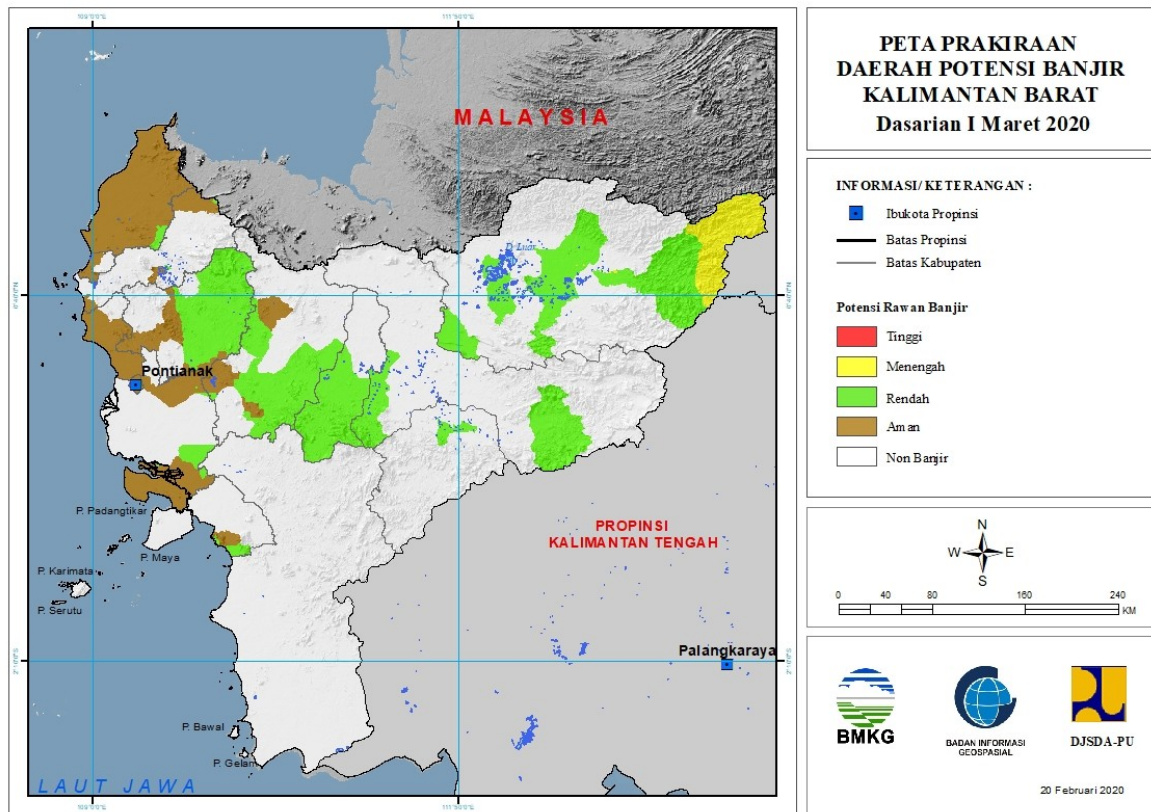 PETA PRAKIRAAN
DAERAH POTENSI BANJIR
KALIMANTAN BARAT
Dasarian I Maret 2020
INFORMASI/ KETERANGAN :
Ibukota Propinsi
Batas Propinsi
Batas Kabupaten
Potensi Rawan Banjir
Tinggi
Menengah
Rendah
Aman
Non Banjir
N
W E
S
0 40 80 160 240
KM
BMKG
BADAN INFORMASI
GEOSPASIAL
DJSDA-PU
20 Februari 2020
MALAYSIA
D. Luar
Pontianak
P. Padangtikar
P. Maya
P. Karimata
P. Serutu
PROPINSI
KALIMANTAN TENGAH
Palangkaraya
P. Bawal
P. Gelan
LAUT JAWA